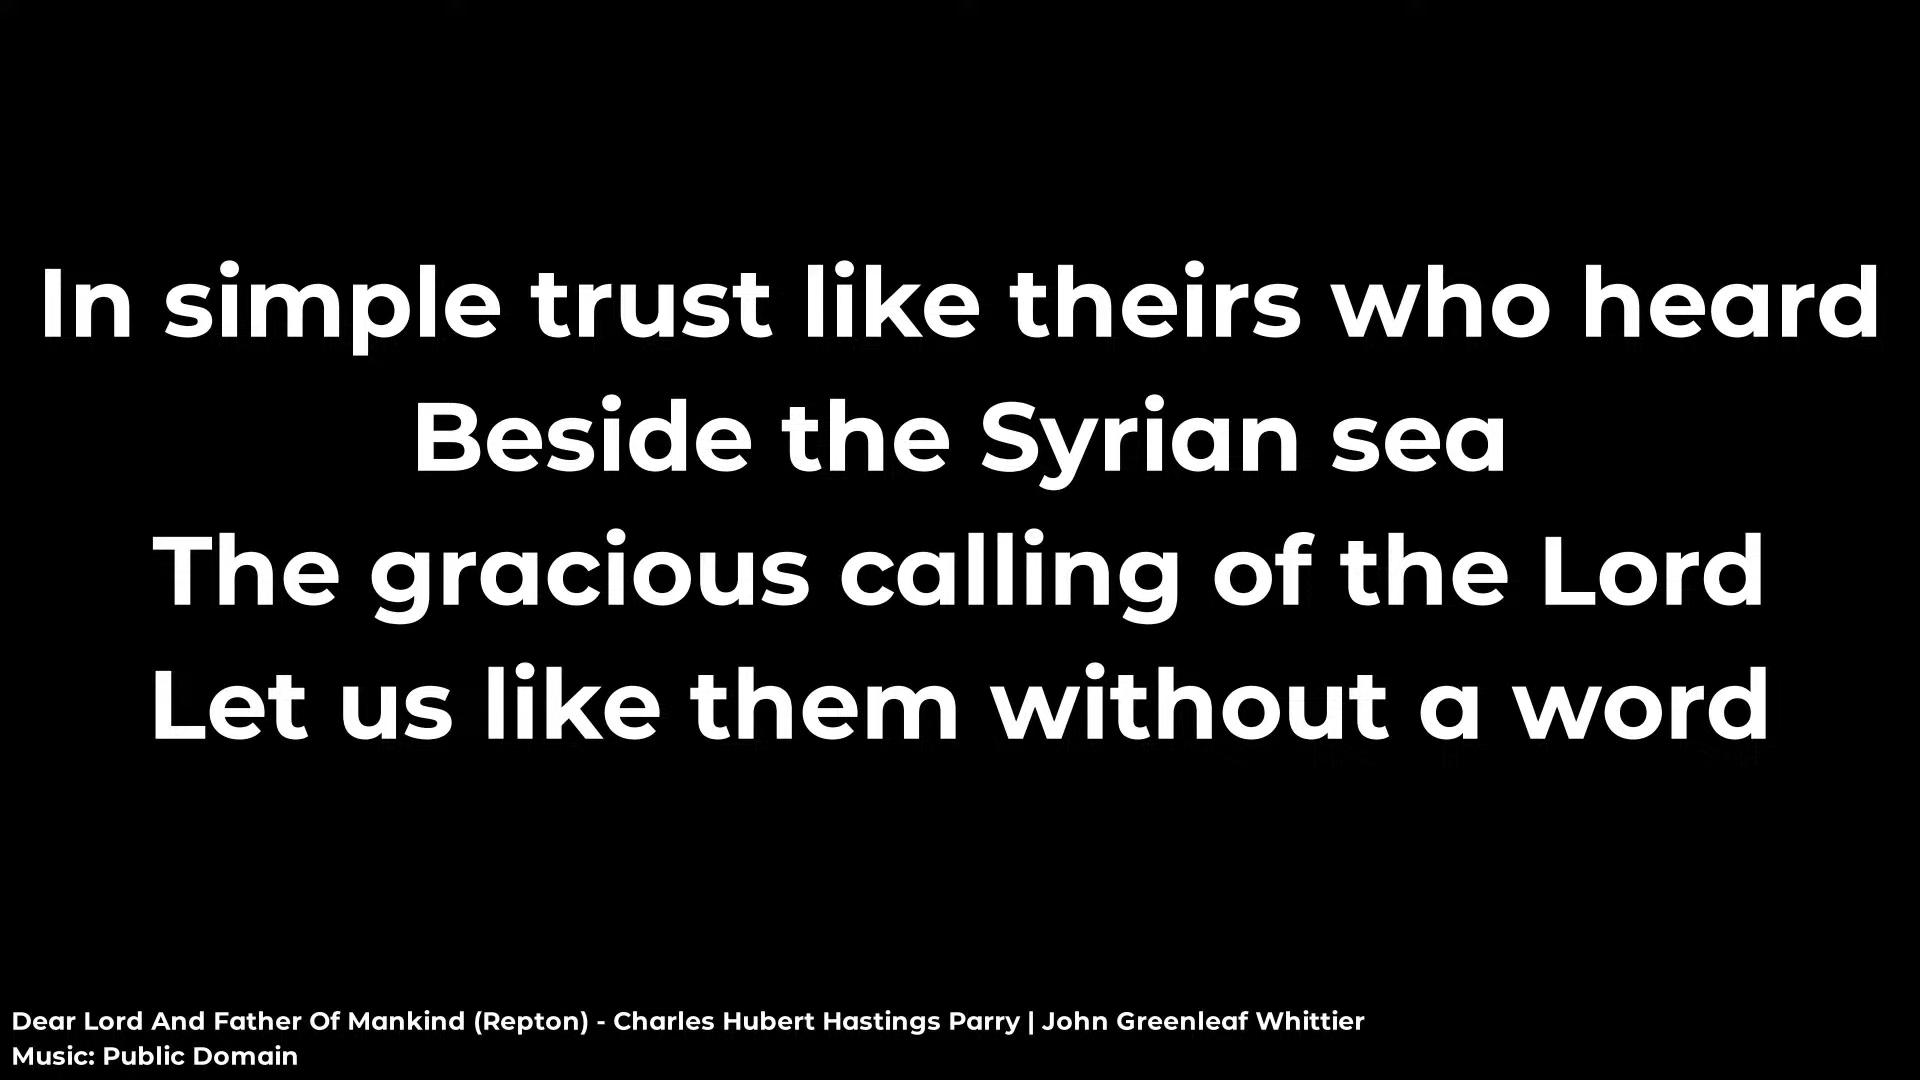 In simple trust like theirs who heard
Beside the Syrian sea
The gracious calling of the Lord
Let us like them without a word
Dear Lord And Father Of Mankind (Repton) - Charles Hubert Hastings Parry | John Greenleaf Whittier
Music: Public Domain